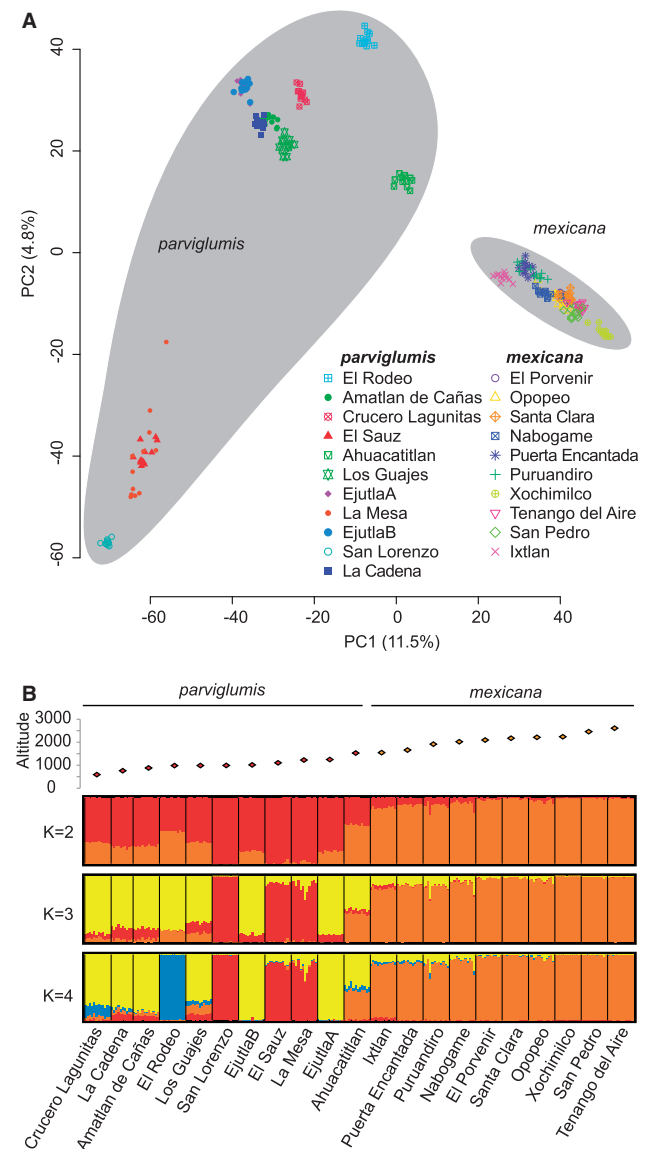 A
40
20
0
-20
-40
-60
PC2 (4.8%)
parviglumis
mexicana
parviglumis
El Rodeo
Amatlan de Cañas
Crucero Lagunitas
El Sauz
Ahuacatitlan
Los Guajes
EjutlaA
La Mesa
EjutlaB
San Lorenzo
La Cadena
mexicana
El Porvenir
Opopeo
Santa Clara
Nabogame
Puerta Encantada
Puruandiro
Xochimilco
Tenango del Aire
San Pedro
Ixtlan
-60 -40 -20 0 20 40
PC1 (11.5%)
B
parviglumis mexicana
Altitude
3000
2000
1000
0
K=2
K=3
K=4
Crucero Lagunitas
La Cadena
Amatlan de Cañas
El Rodeo
Los Guajes
San Lorenzo
EjutlaB
El Sauz
La Mesa
EjutlaA
Ahuacatitlan
Ixtlan
Puerta Encantada
Puruandiro
Nabogame
El Porvenir
Santa Clara
Opopeo
Xochimilco
San Pedro
Tenango del Aire